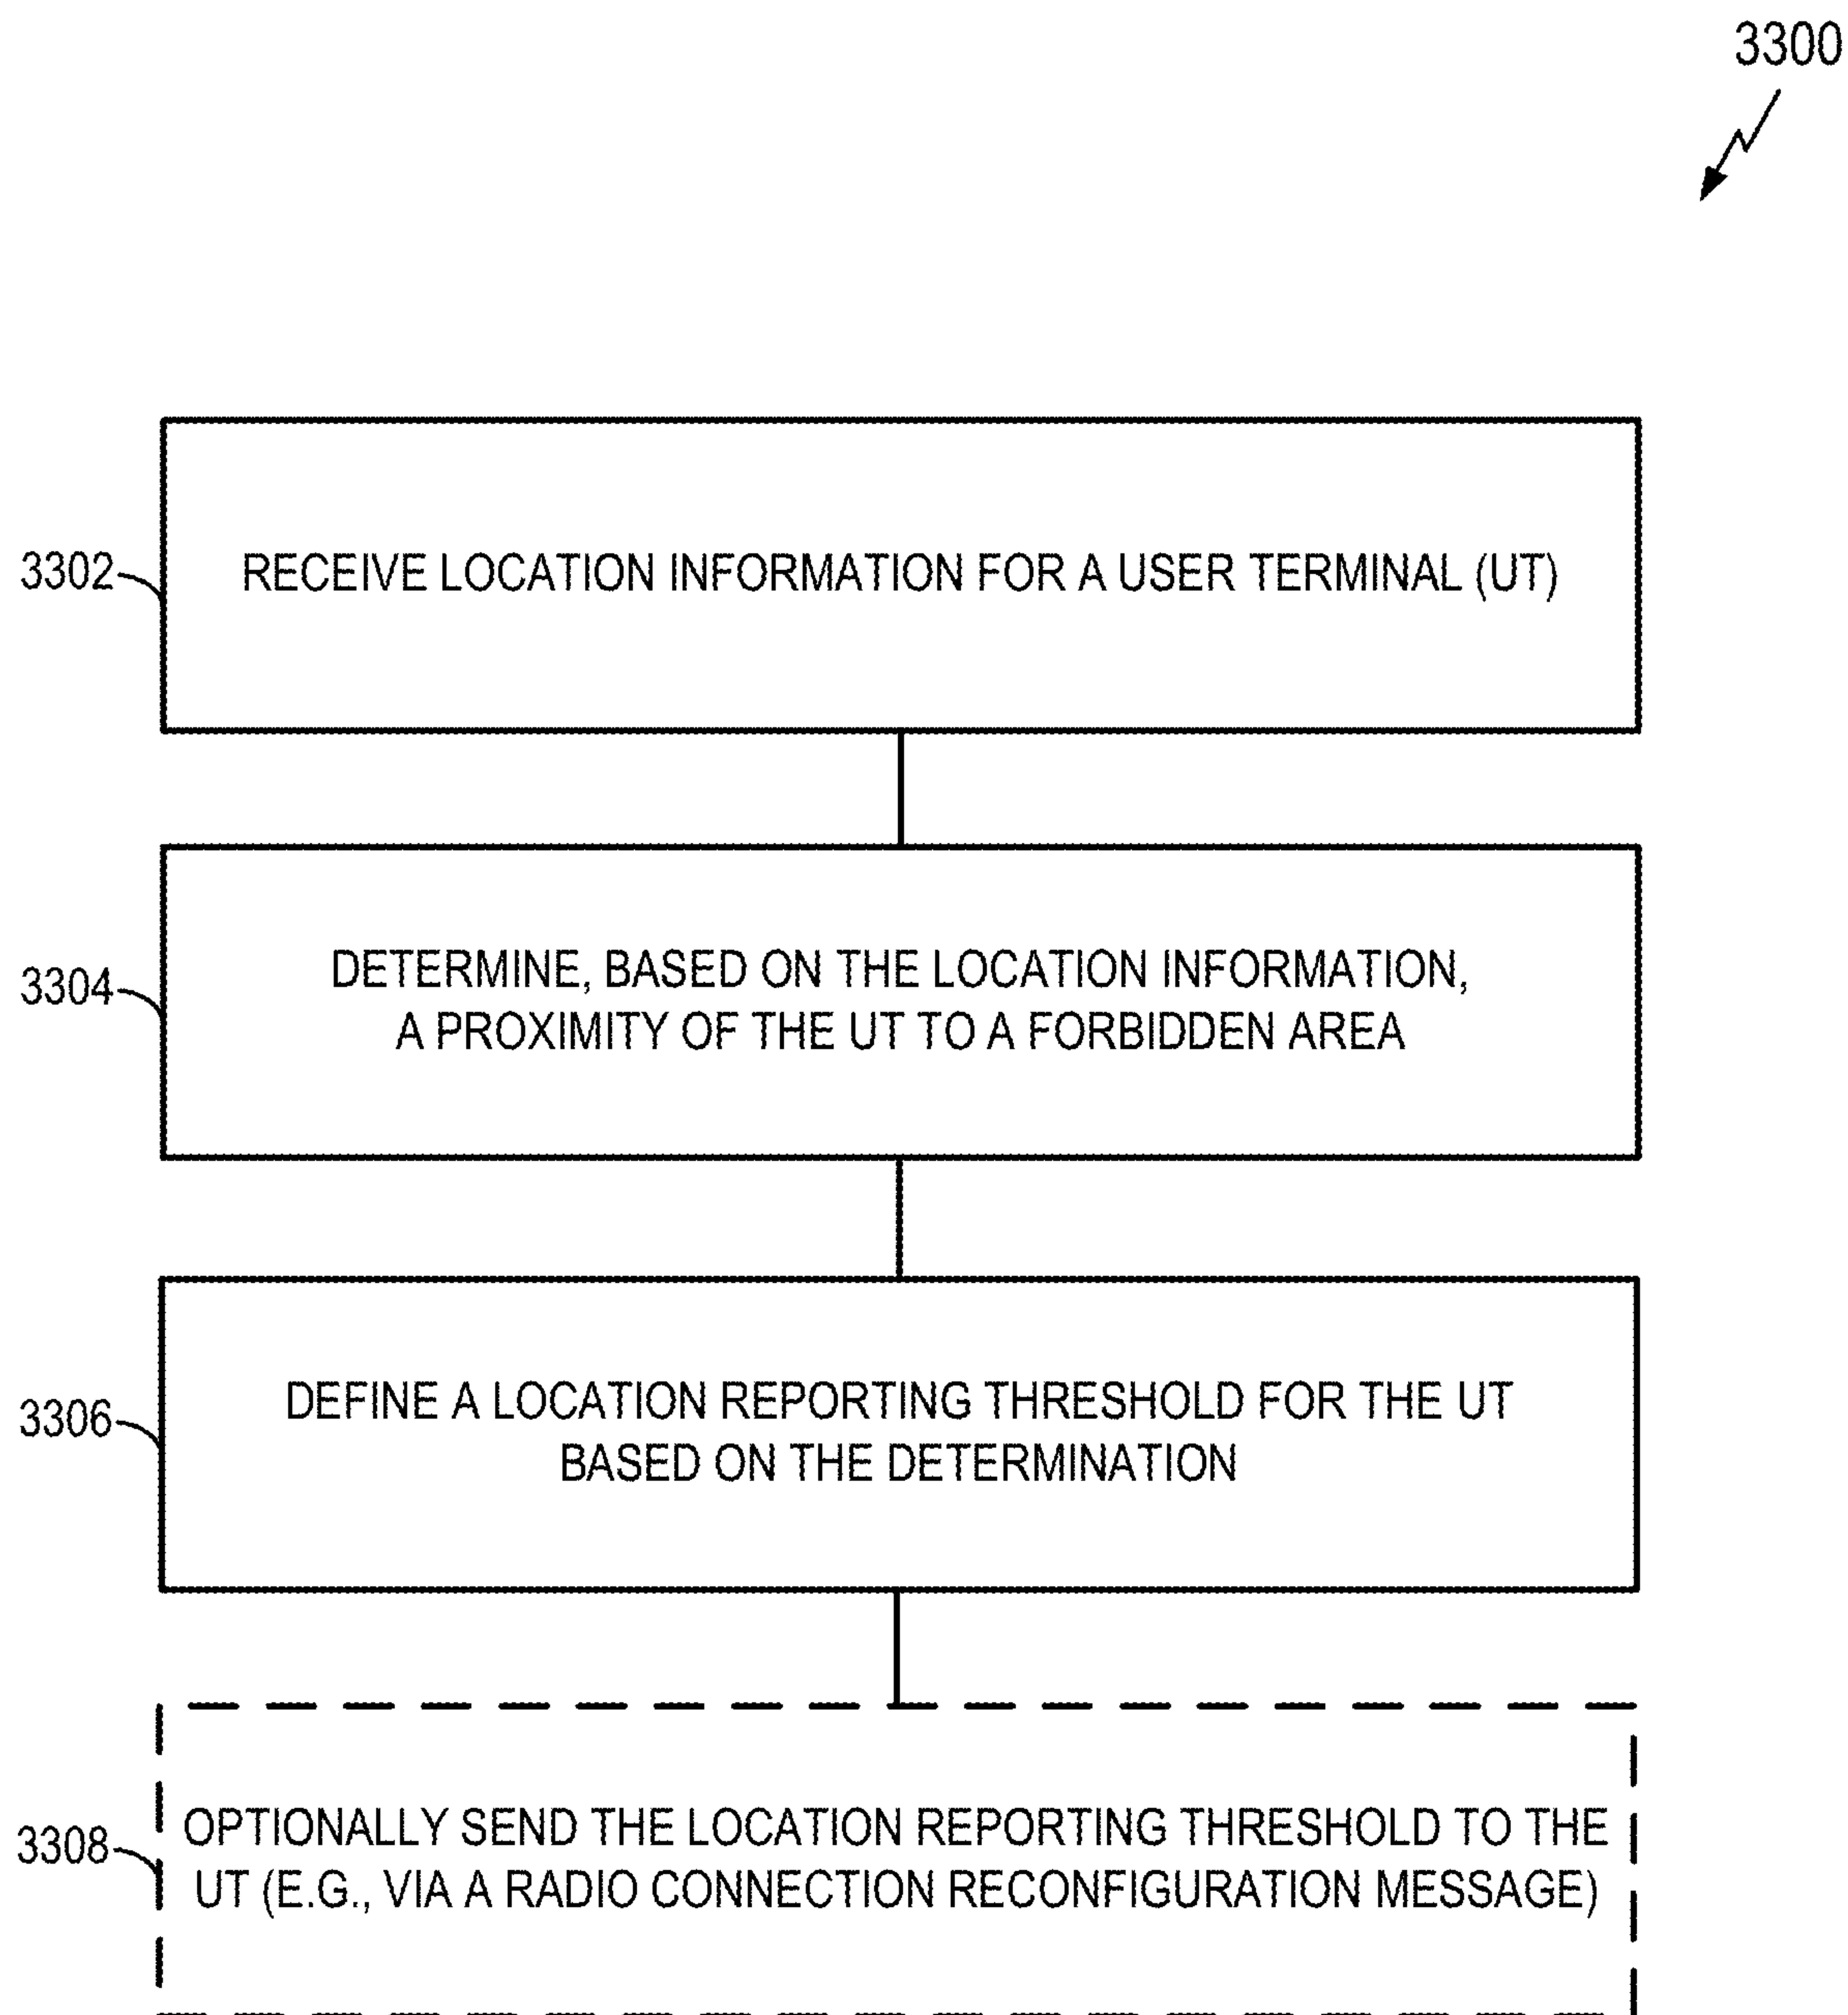 3300
3302
RECEIVE LOCATION INFORMATION FOR A USER TERMINAL (UT)
3304
DETERMINE, BASED ON THE LOCATION INFORMATION,
A PROXIMITY OF THE UT TO A FORBIDDEN AREA
3306
DEFINE A LOCATION REPORTING THRESHOLD FOR THE UT
BASED ON THE DETERMINATION
3308
OPTIONALLY SEND THE LOCATION REPORTING THRESHOLD TO THE
UT (E.G., VIA A RADIO CONNECTION RECONFIGURATION MESSAGE)